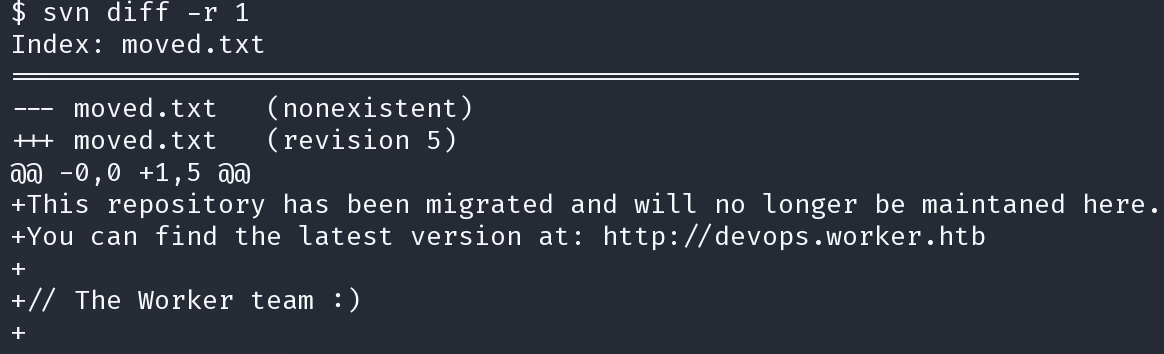 $ svn diff -r 1
Index: moved.txt
===================================================================
--- moved.txt   (nonexistent)
+++ moved.txt   (revision 5)
@@ -0,0 +1,5 @@
+This repository has been migrated and will no longer be maintaned here.
+You can find the latest version at: http://devops.worker.htb
+
+// The Worker team :)
+